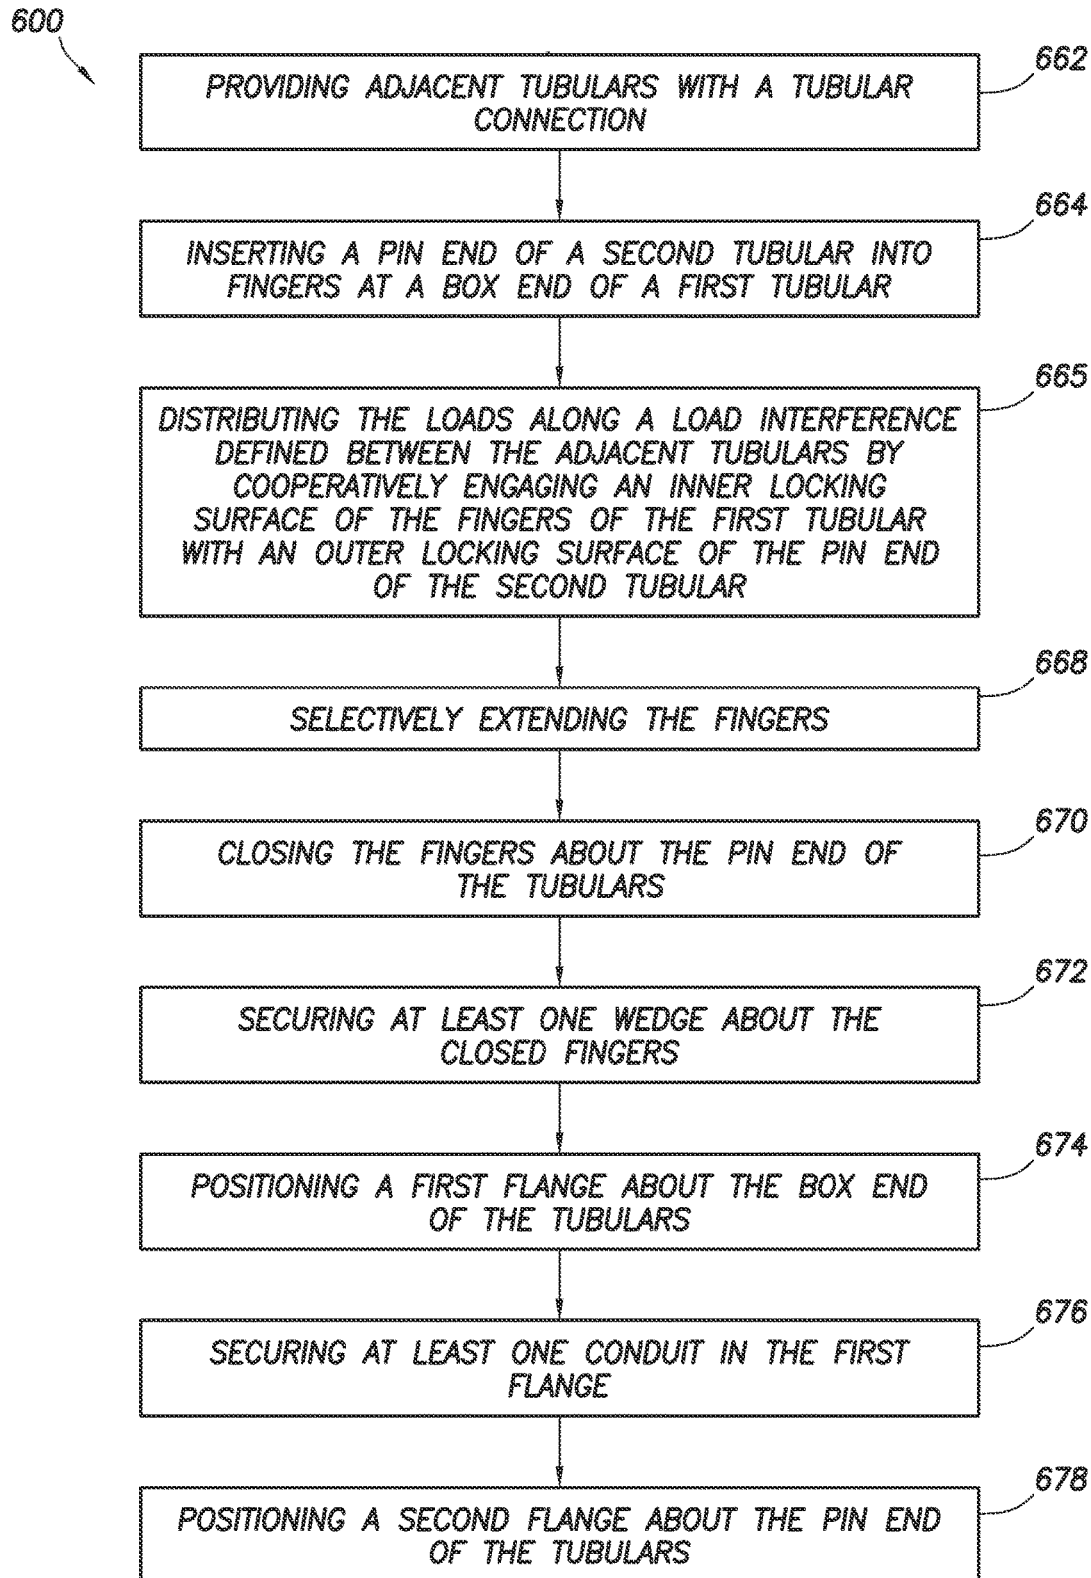 600
662
PROVIDING ADJACENT TUBULARS WITH A TUBULAR
CONNECTION
664
INSERTING A PIN END OF A SECOND TUBULAR INTO
FINGERS AT A BOX END OF A FIRST TUBULAR
665
DISTRIBUTING THE LOADS ALONG A LOAD INTERFERENCE
DEFINED BETWEEN THE ADJACENT TUBULARS BY
COOPERATIVELY ENGAGING AN INNER LOCKING
SURFACE OF THE FINGERS OF THE FIRST TUBULAR
WITH AN OUTER LOCKING SURFACE OF THE PIN END
OF THE SECOND TUBULAR
668
SELECTIVELY EXTENDING THE FINGERS
670
CLOSING THE FINGERS ABOUT THE PIN END OF
THE TUBULARS
672
SECURING AT LEAST ONE WEDGE ABOUT THE
CLOSED FINGERS
674
POSITIONING A FIRST FLANGE ABOUT THE BOX END
OF THE TUBULARS
676
SECURING AT LEAST ONE CONDUIT IN THE FIRST
FLANGE
678
POSITIONING A SECOND FLANGE ABOUT THE PIN END
OF THE TUBULARS